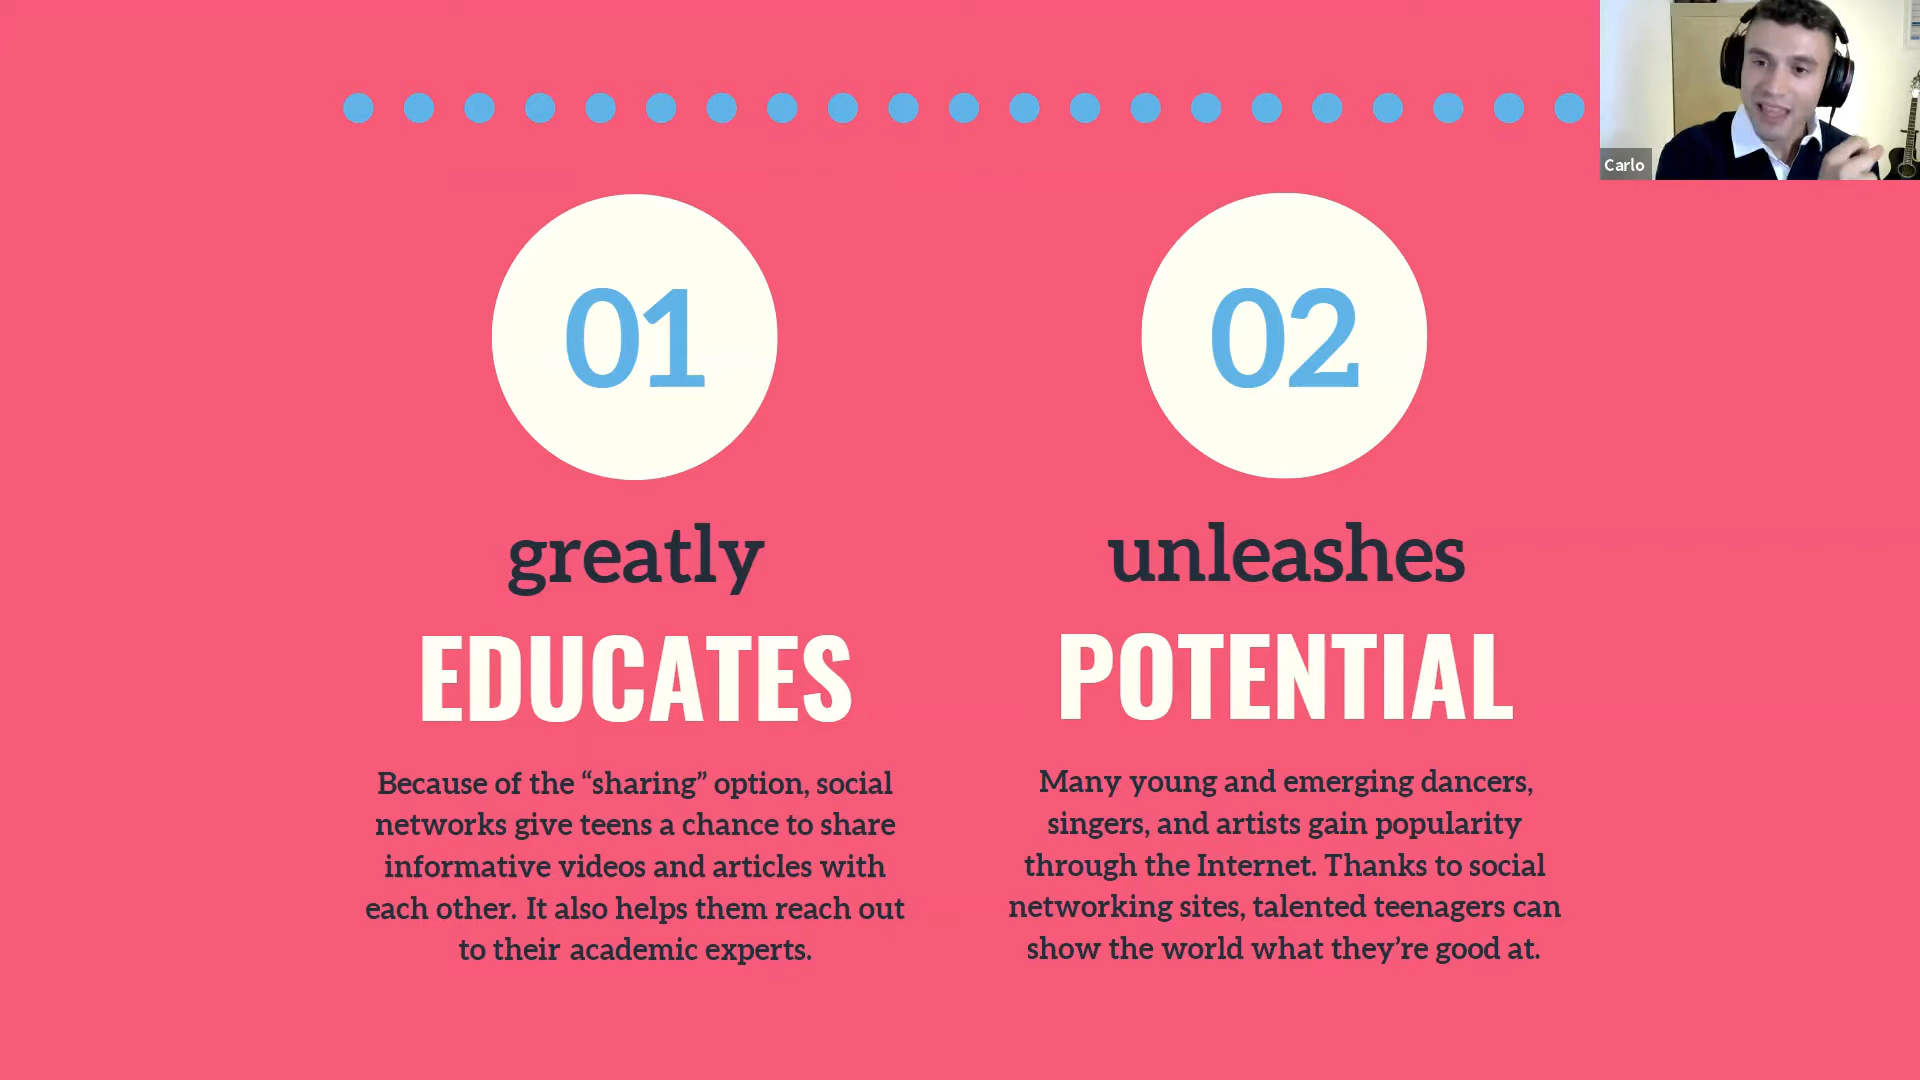 Carlo
01
greatly
EDUCATES
Because of the “sharing” option, social
networks give teens a chance to share
informative videos and articles with
each other. It also helps them reach out
to their academic experts.
02
unleashes
POTENTIAL
Many young and emerging dancers,
singers, and artists gain popularity
through the Internet. Thanks to social
networking sites, talented teenagers can
show the world what they’re good at.